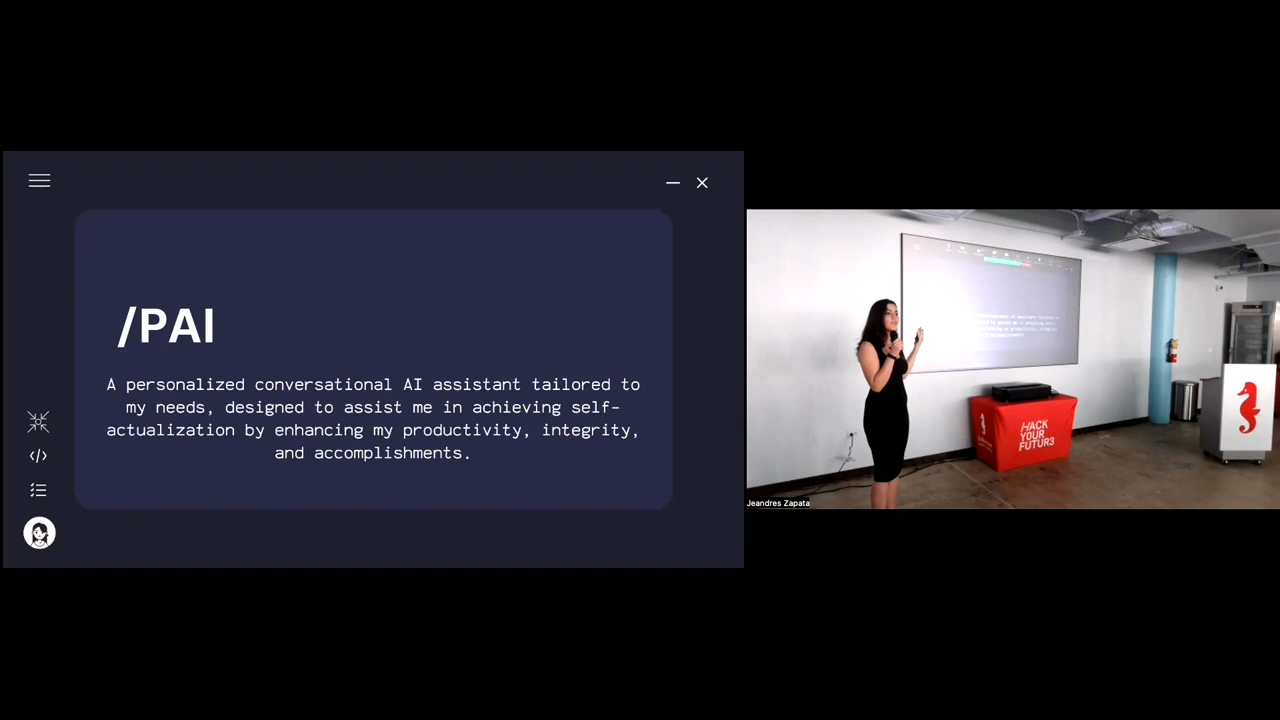 /PAI
A personalized conversational AI assistant tailored to
my needs, designed to assist me in achieving self-
actualization by enhancing my productivity, integrity,
and accomplishments.
HACK
YOUR
FUTUR3
Jeandres Zapata